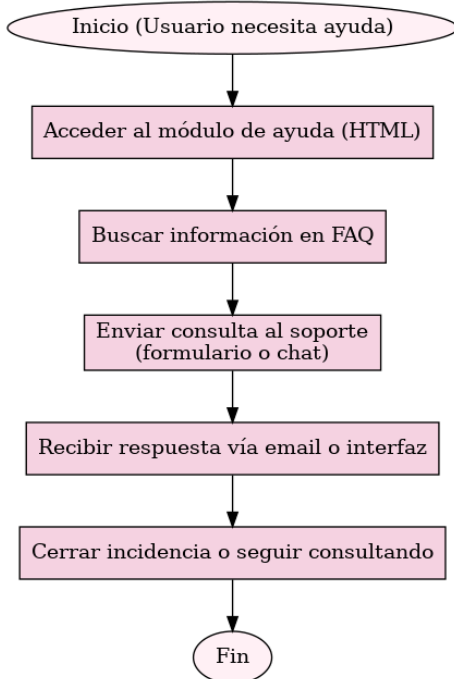 Inicio (Usuario necesita ayuda)
Acceder al módulo de ayuda (HTML)
Buscar información en FAQ
Enviar consulta al soporte
(formulario o chat)
Recibir respuesta vía email o interfaz
Cerrar incidencia o seguir consultando
Fin